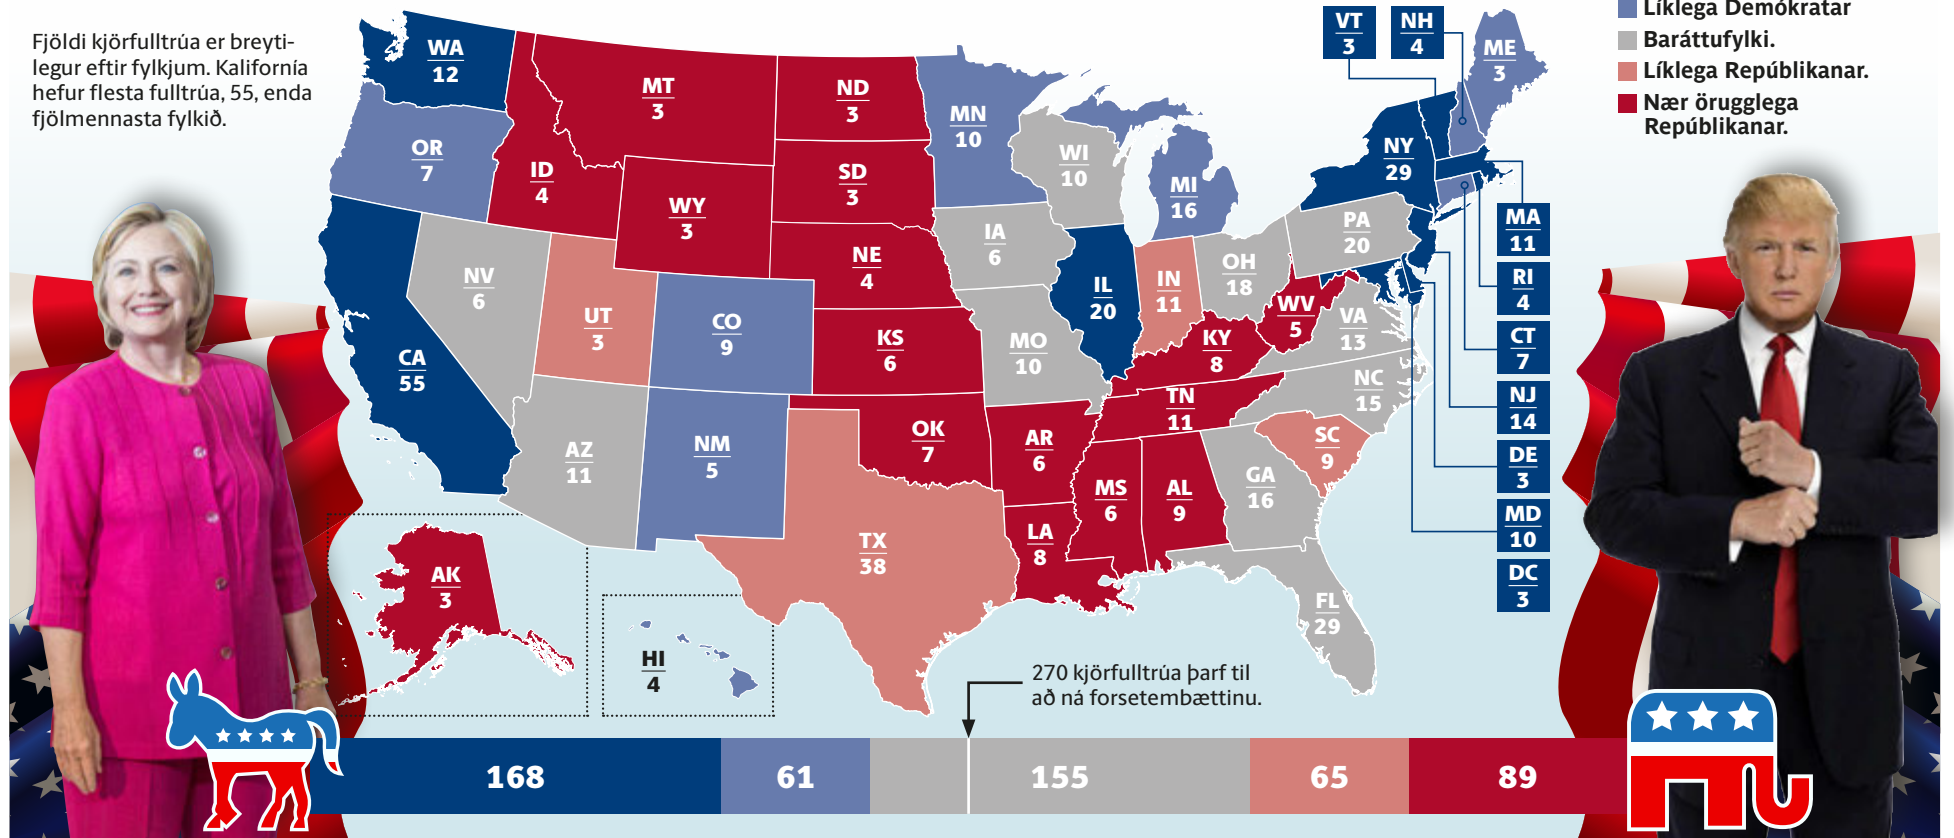 Fjöldi kjörfulltrúa er breyti-
legur eftir fylkjum. Kalifornía
hefur flesta fulltrúa, 55, enda
fjölmennasta fylkið.
Líklega Demókratar
Baráttufylki.
Líklega Repúblikanar.
Nær örugglega
Repúblikanar.
WA
12
OR
7
CA
55
ID
4
NV
6
MT
3
WY
3
UT
3
AZ
11
CO
9
NM
5
ND
3
SD
3
NE
4
KS
6
OK
7
TX
38
MN
10
IA
6
MO
10
AR
6
LA
8
WI
10
IL
20
MI
16
IN
11
OH
18
KY
8
TN
11
MS
6
AL
9
GA
16
FL
29
SC
9
NC
15
VA
13
WV
5
PA
20
NY
29
VT
3
NH
4
ME
3
MA
11
RI
4
CT
7
NJ
14
DE
3
MD
10
DC
3
AK
3
HI
4
270 kjörfulltrúa þarf til
að ná forsetembættinu.
168
61
155
65
89